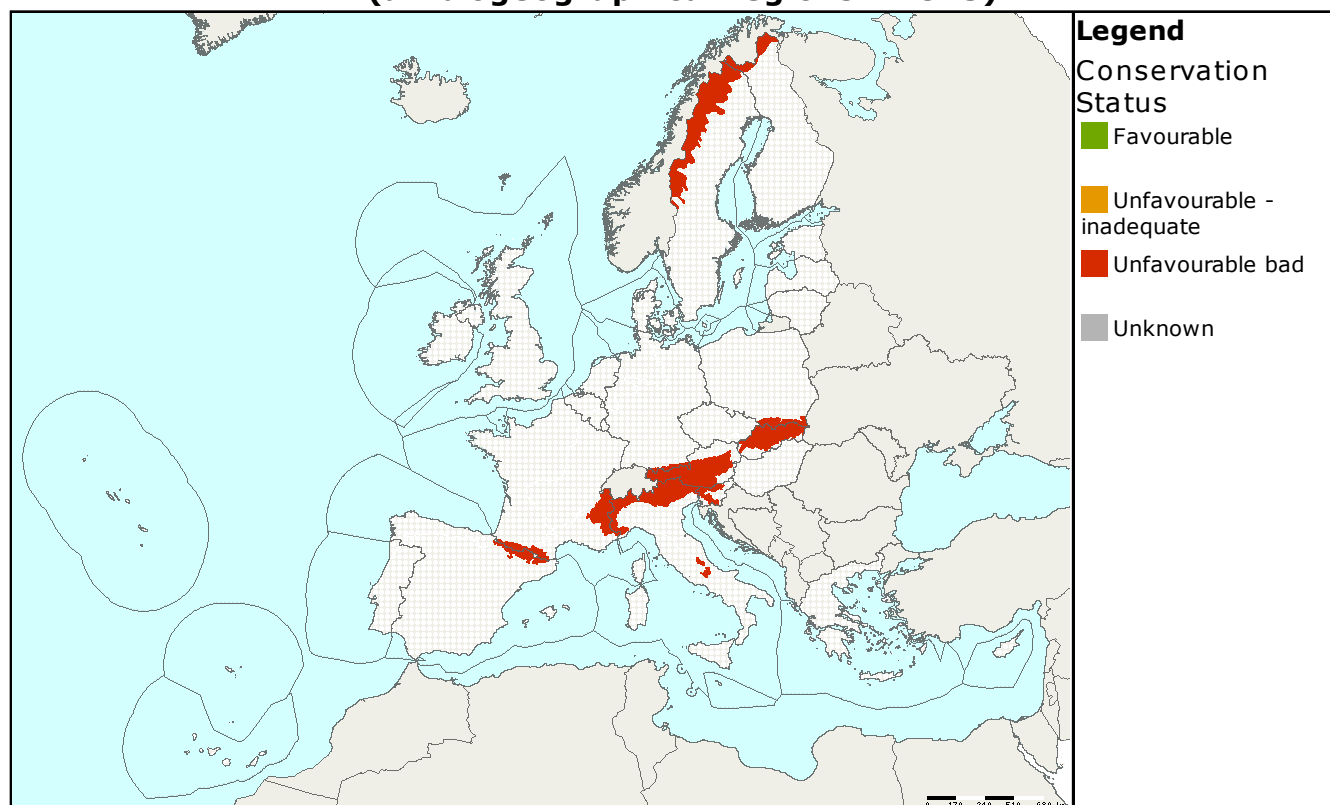 Legend
Conservation
Status
Favourable
Unfavourable -
inadequate
Unfavourable bad
Unknown